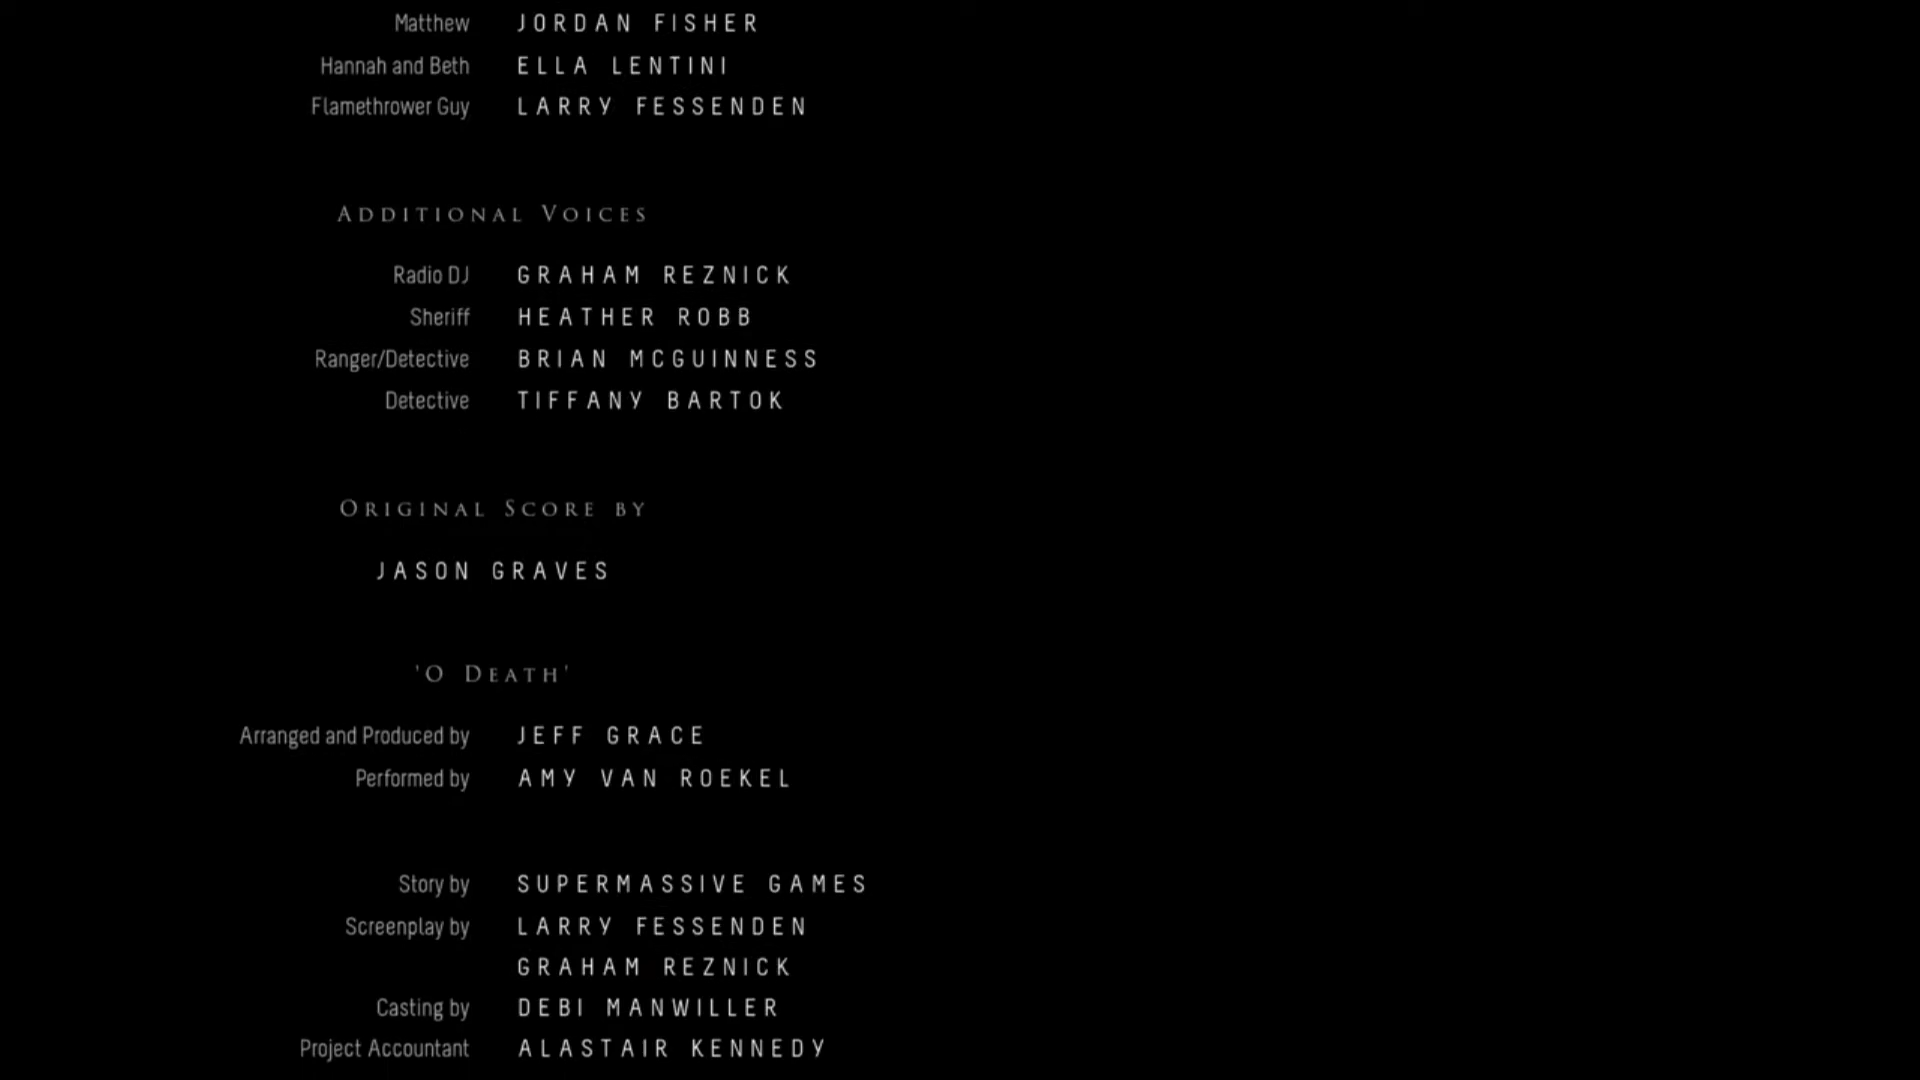 Matthew JORDAN FISHER
Hannah and Beth ELLA LENTINI
Flamethrower Guy LARRY FESSENDEN
ADDITIONAL VOICES
Radio DJ GRAHAM REZNICK
Sheriff HEATHER ROBB
Ranger/Detective BRIAN MCGUINNESS
Detective TIFFANY BARTOK
ORIGINAL SCORE BY
JASON GRAVES
'O DEATH'
Arranged and Produced by JEFF GRACE
Performed by AMY VAN ROEKEL
Story by SUPERMASSIVE GAMES
Screenplay by LARRY FESSENDEN
GRAHAM REZNICK
Casting by DEBI MANWILLER
Project Accountant ALASTAIR KENNEDY